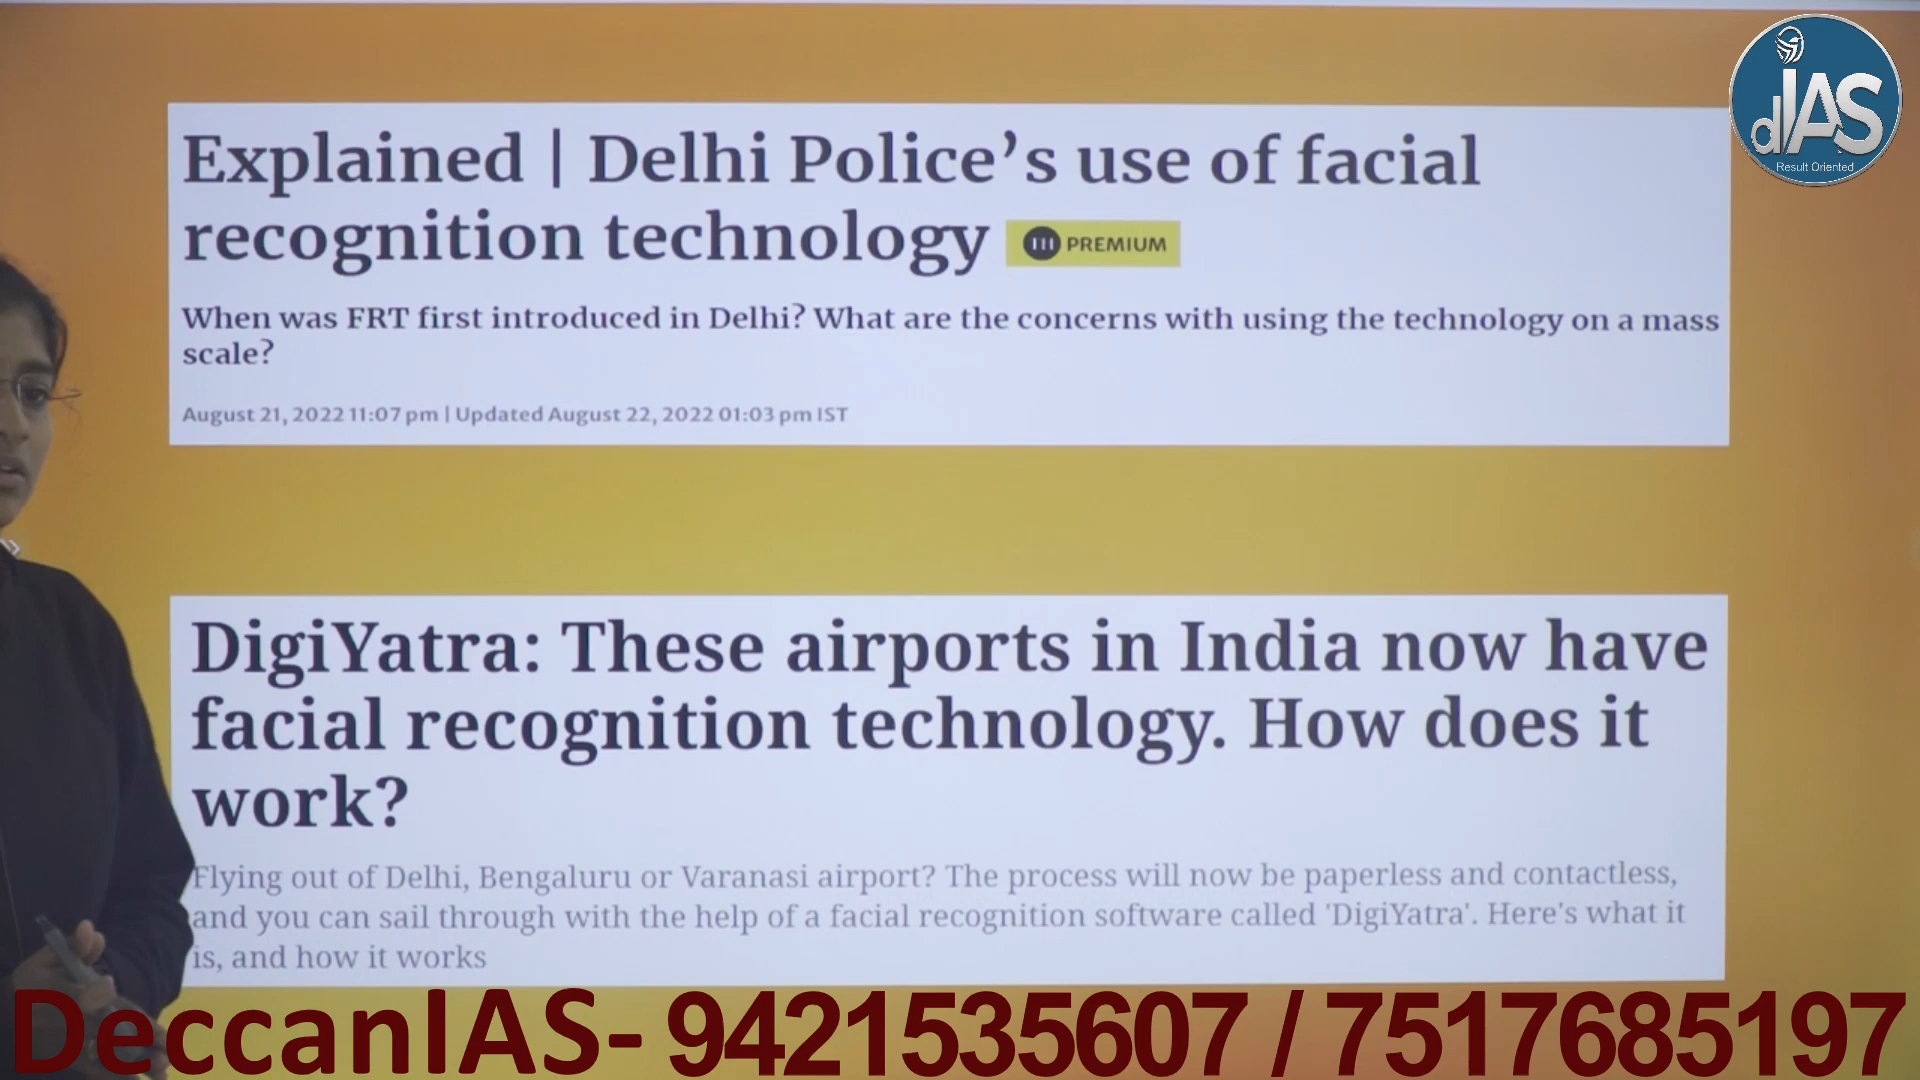 dIAS
Result Oriented
Explained | Delhi Police’s use of facial
recognition technology PREMIUM
When was FRT first introduced in Delhi? What are the concerns with using the technology on a mass
scale?
August 21, 2022 11:07 pm | Updated August 22, 2022 01:03 pm IST
DigiYatra: These airports in India now have
facial recognition technology. How does it
work?
Flying out of Delhi, Bengaluru or Varanasi airport? The process will now be paperless and contactless,
and you can sail through with the help of a facial recognition software called 'DigiYatra'. Here's what it
is, and how it works
DeccanIAS- 9421535607 / 7517685197